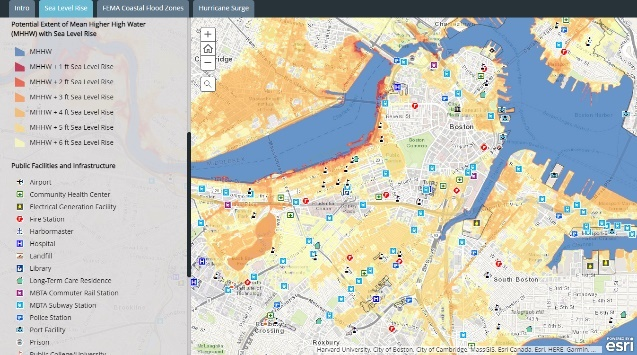 Intro
Sea Level Rise
FEMA Coastal Flood Zones
Hurricane Surge
Potential Extent of Mean Higher High Water
(MHHW) with Sea Level Rise
MHHW
MHHW + 1 ft Sea Level Rise
MHHW + 2 ft Sea Level Rise
MHHW + 3 ft Sea Level Rise
MHHW + 4 ft Sea Level Rise
MHHW + 5 ft Sea Level Rise
MHHW + 6 ft Sea Level Rise
Public Facilities and Infrastructure
Airport
Community Health Center
Electrical Generation Facility
Fire Station
Harbormaster
Hospital
Landfill
Library
Long-Term Care Residence
MBTA Commuter Rail Station
MBTA Subway Station
Police Station
Port Facility
Prison
Public College/University
Boston
Boston
South Boston
Roxbury
Harvard University, City of Boston, City of Cambridge, MassGIS, Esri Canada, Esri, HERE, Garmin, ...
POWERED BY
esri